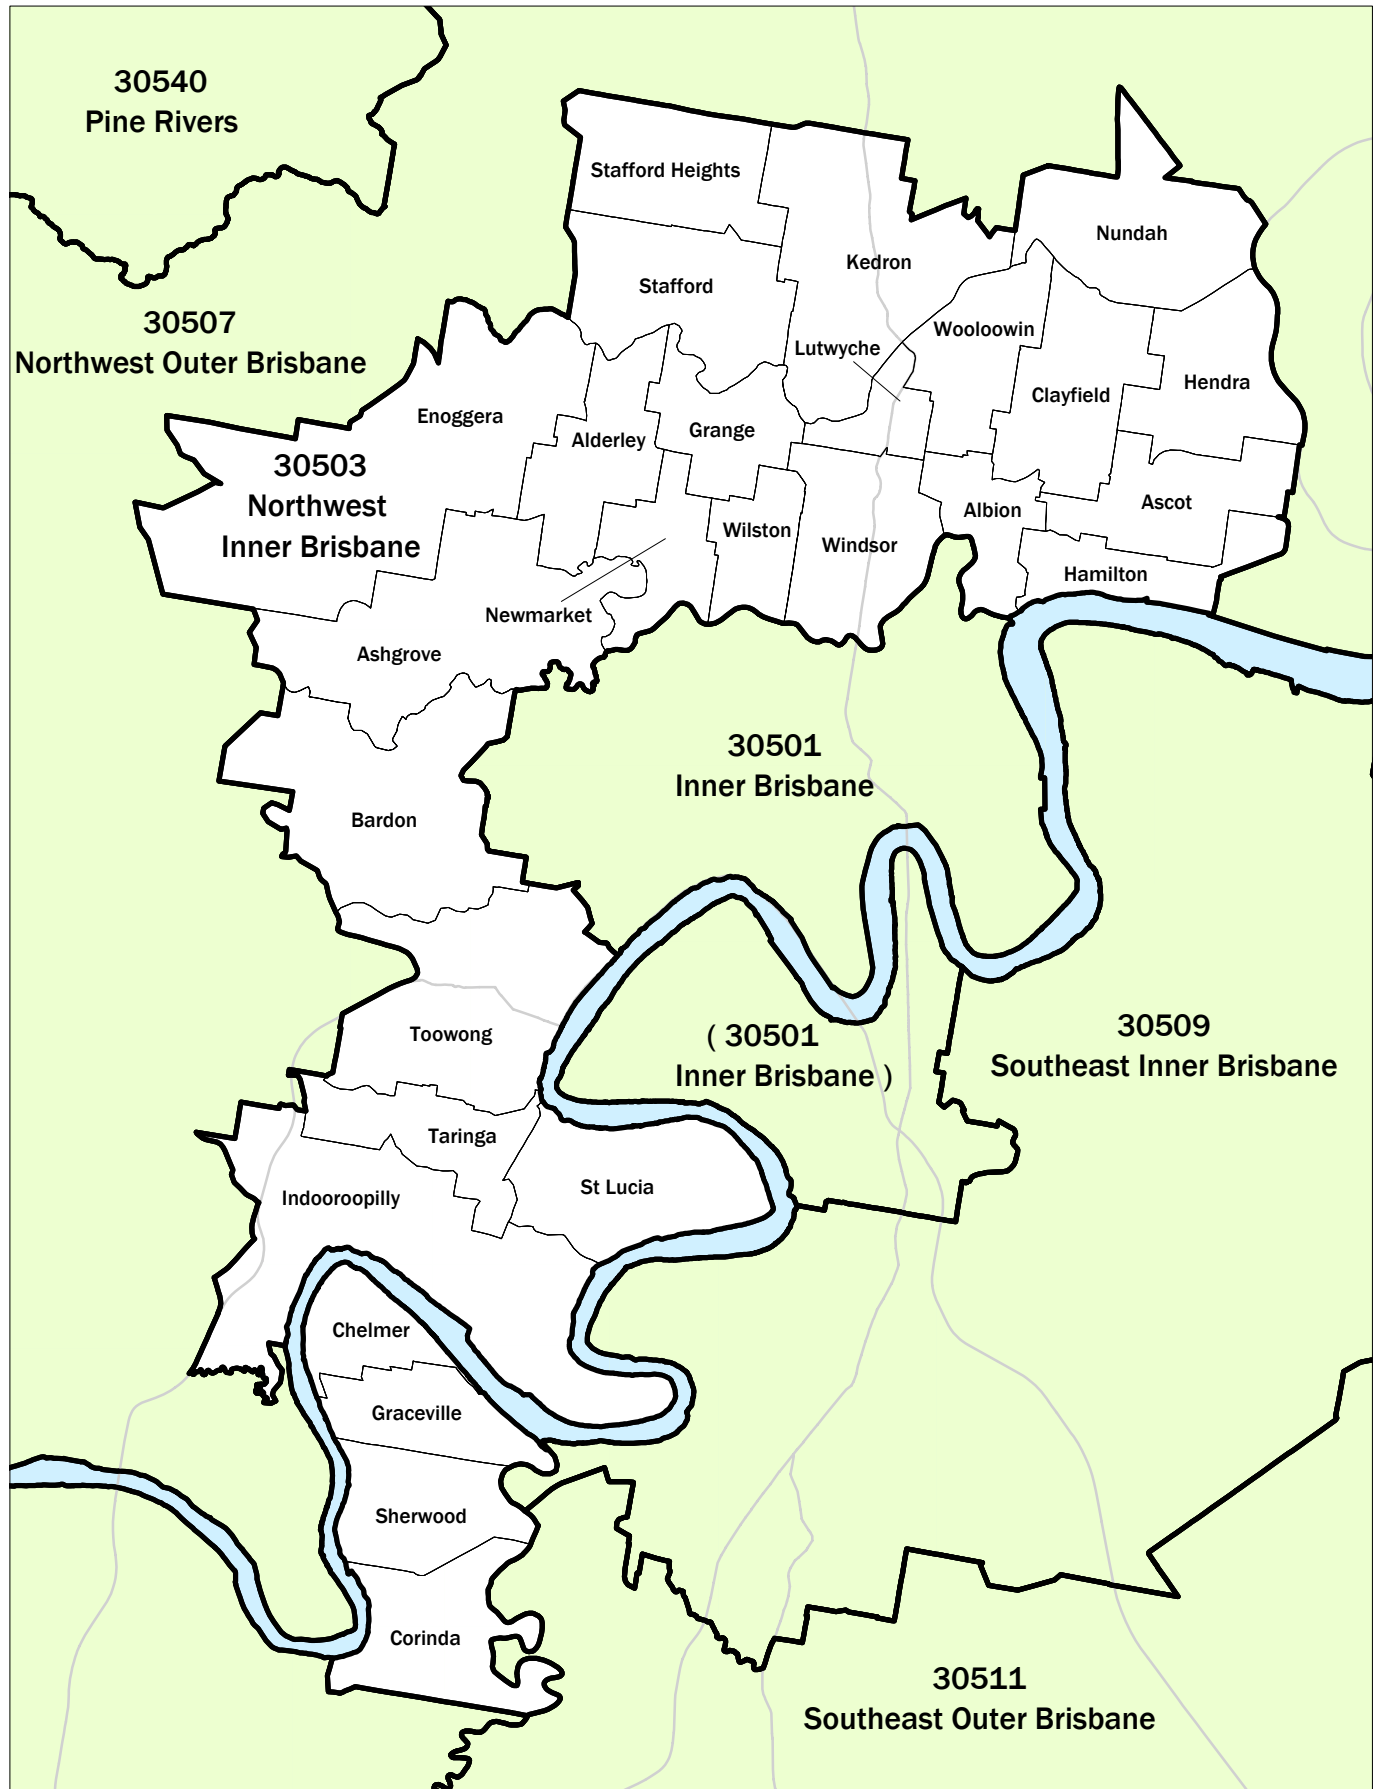 30540
Pine Rivers
Stafford Heights
Nundah
Kedron
Stafford
30507
Northwest Outer Brisbane
Wooloowin
Lutwyche
Hendra
Clayfield
Enoggera
Grange
Alderley
30503
Northwest
Inner Brisbane
Ascot
Albion
Wilston
Windsor
Hamilton
Newmarket
Ashgrove
30501
Inner Brisbane
Bardon
Toowong
( 30501
Inner Brisbane )
30509
Southeast Inner Brisbane
Taringa
St Lucia
Indooroopilly
Chelmer
Graceville
Sherwood
Corinda
30511
Southeast Outer Brisbane